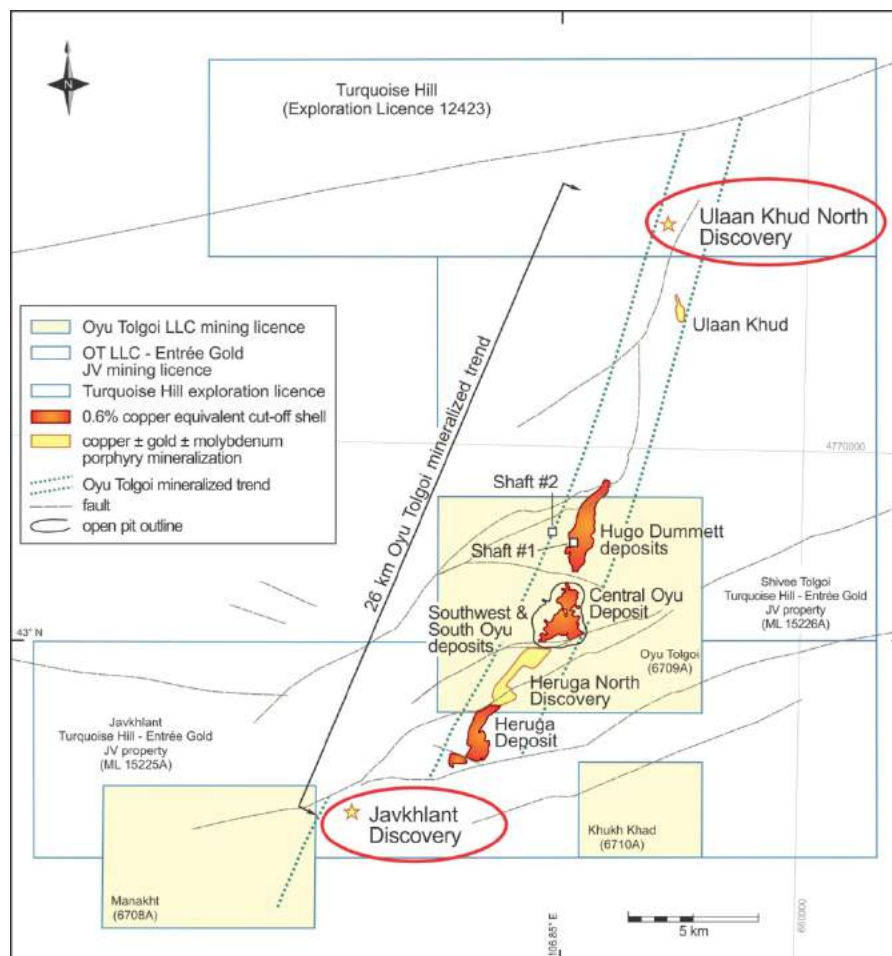 N
Turquoise Hill
(Exploration Licence 12423)
Ulaan Khud North
Discovery
Oyu Tolgoi LLC mining licence
OT LLC - Entrée Gold
JV mining licence
Turquoise Hill exploration licence
0.6% copper equivalent cut-off shell
copper ± gold ± molybdenum
porphyry mineralization
Oyu Tolgoi mineralized trend
fault
open pit outline
Ulaan Khud
26 km Oyu Tolgoi mineralized trend
4770000
Shaft #2
Shaft #1
Hugo Dummett
deposits
Central Oyu
Deposit
Southwest &
South Oyu
deposits
Shivee Tolgoi
Turquoise Hill - Entrée Gold
JV property
(ML 15226A)
43° N
Oyu Tolgoi
(6709A)
Heruga North
Discovery
Heruga
Deposit
Javkhlant
Turquoise Hill - Entrée Gold
JV property
(ML 15225A)
Javkhlant
Discovery
Khukh Khad
(6710A)
Manakht
(6708A)
106.85° E
5 km
660000